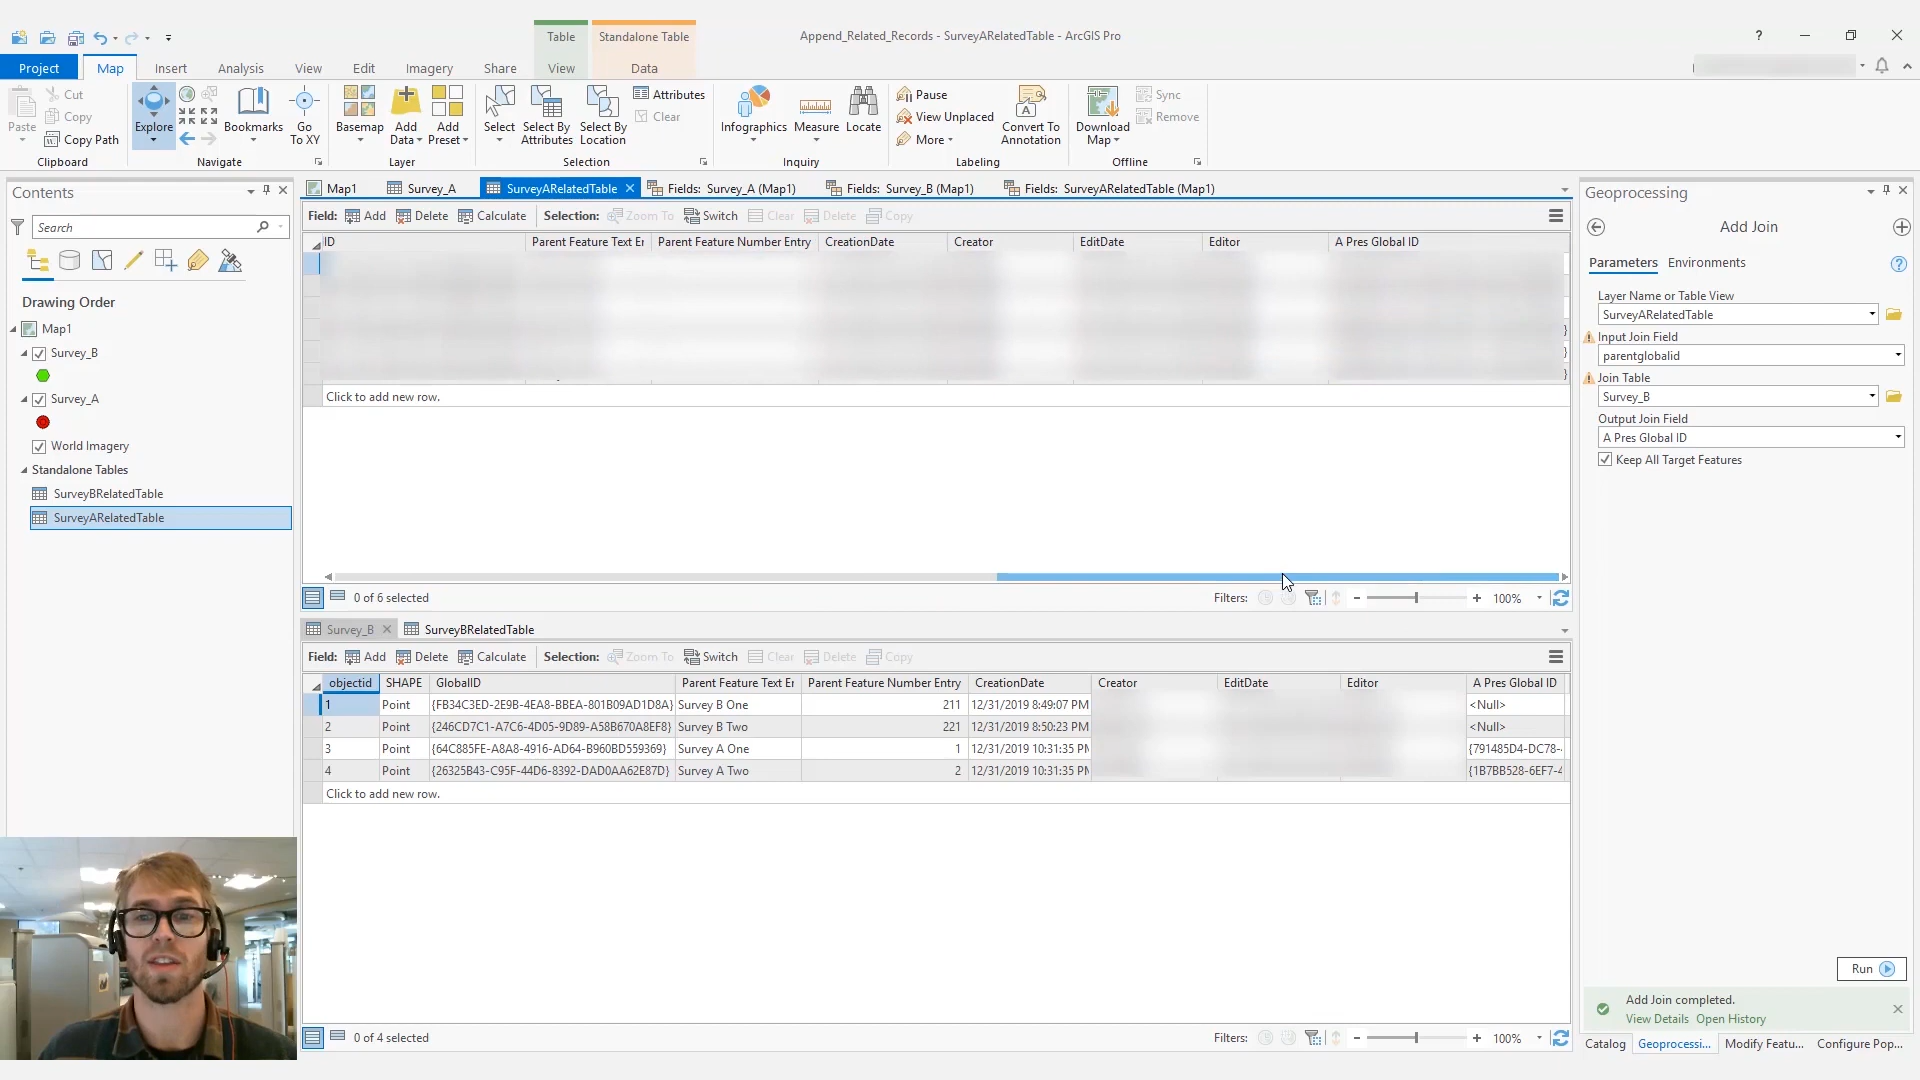 Append_Related_Records - SurveyARelatedTable - ArcGIS Pro
Table
Standalone Table
Project
Map
Insert
Analysis
View
Edit
Imagery
Share
View
Data
Paste
Cut
Copy
Copy Path
Clipboard
Explore
Bookmarks
Go To XY
Navigate
Basemap
Add Data
Add Preset
Layer
Select
Select By Attributes
Select By Location
Attributes
Clear
Selection
Infographics
Measure
Locate
Inquiry
Pause
View Unplaced
More
Convert To Annotation
Labeling
Download Map
Sync
Remove
Offline
Contents
Search
Drawing Order
Map1
Survey_B
Survey_A
World Imagery
Standalone Tables
SurveyBRelatedTable
SurveyARelatedTable
Map1
Survey_A
SurveyARelatedTable
Fields: Survey_A (Map1)
Fields: Survey_B (Map1)
Fields: SurveyARelatedTable (Map1)
Field: Add Delete Calculate Selection: Zoom To Switch Clear Delete Copy
ID Parent Feature Text Er Parent Feature Number Entry CreationDate Creator EditDate Editor A Pres Global ID
Click to add new row.
0 of 6 selected
Filters: 100%
Survey_B
SurveyBRelatedTable
Field: Add Delete Calculate Selection: Zoom To Switch Clear Delete Copy
objectid SHAPE GlobalID Parent Feature Text Er Parent Feature Number Entry CreationDate Creator EditDate Editor A Pres Global ID
1 Point {FB34C3ED-2E9B-4EA8-BBEA-801B09AD1D8A} Survey B One 211 12/31/2019 8:49:07 PM <Null>
2 Point {246CD7C1-A7C6-4D05-9D89-A58B670A8EF8} Survey B Two 221 12/31/2019 8:50:23 PM <Null>
3 Point {64C885FE-A8A8-4916-AD64-B960BD559369} Survey A One 1 12/31/2019 10:31:35 PM {791485D4-DC78-
4 Point {26325B43-C95F-44D6-8392-DAD0AA62E87D} Survey A Two 2 12/31/2019 10:31:35 PM {1B7BB528-6EF7-4
Click to add new row.
0 of 4 selected
Filters: 100%
Geoprocessing
Add Join
Parameters Environments
Layer Name or Table View
SurveyARelatedTable
Input Join Field
parentglobalid
Join Table
Survey_B
Output Join Field
A Pres Global ID
Keep All Target Features
Run
Add Join completed.
View Details Open History
Catalog Geoprocessi... Modify Featu... Configure Pop...